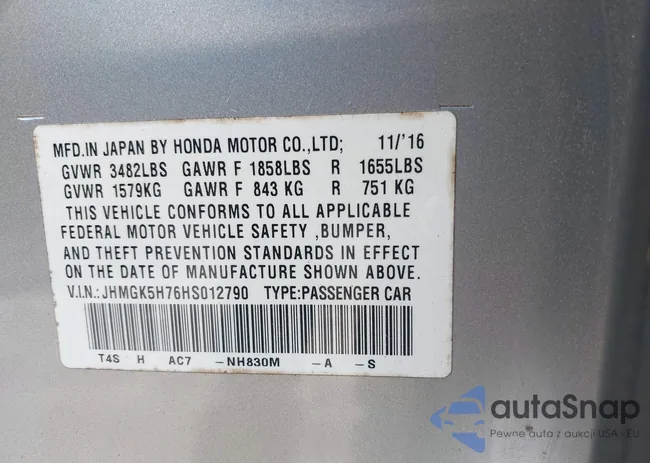 MFD.IN JAPAN BY HONDA MOTOR CO.,LTD; 11/'16
GVWR 3482LBS GAWR F 1858LBS R 1655LBS
GVWR 1579KG GAWR F 843 KG R 751 KG
THIS VEHICLE CONFORMS TO ALL APPLICABLE
FEDERAL MOTOR VEHICLE SAFETY ,BUMPER,
AND THEFT PREVENTION STANDARDS IN EFFECT
ON THE DATE OF MANUFACTURE SHOWN ABOVE.
V.I.N.:JHMGK5H76HS012790 TYPE:PASSENGER CAR
T4S H AC7 -NH830M -A -S
autaSnap
Pewne auta z aukcji USA - EU